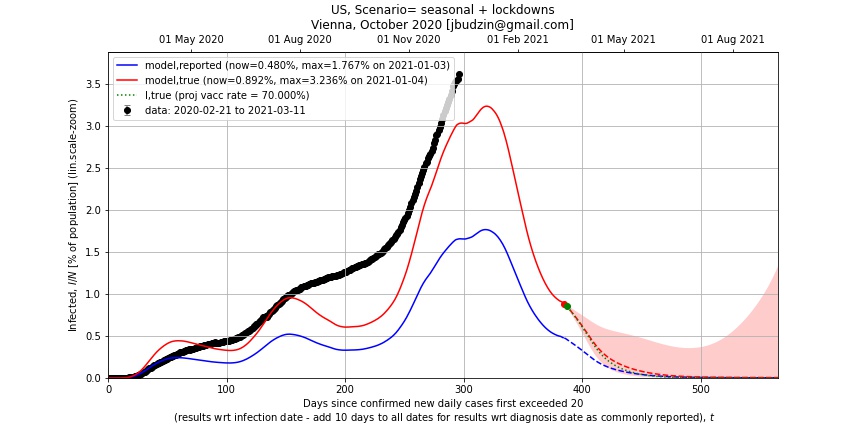 US, Scenario= seasonal + lockdowns
Vienna, October 2020 [jbudzin@gmail.com]
01 May 2020 01 Aug 2020 01 Nov 2020 01 Feb 2021 01 May 2021 01 Aug 2021
model,reported (now=0.480%, max=1.767% on 2021-01-03)
model,true (now=0.892%, max=3.236% on 2021-01-04)
I,true (proj vacc rate = 70.000%)
data: 2020-02-21 to 2021-03-11
Infected, I/N [% of population] (lin.scale-zoom)
3.5
3.0
2.5
2.0
1.5
1.0
0.5
0.0
0 100 200 300 400 500
Days since confirmed new daily cases first exceeded 20
(results wrt infection date - add 10 days to all dates for results wrt diagnosis date as commonly reported), t